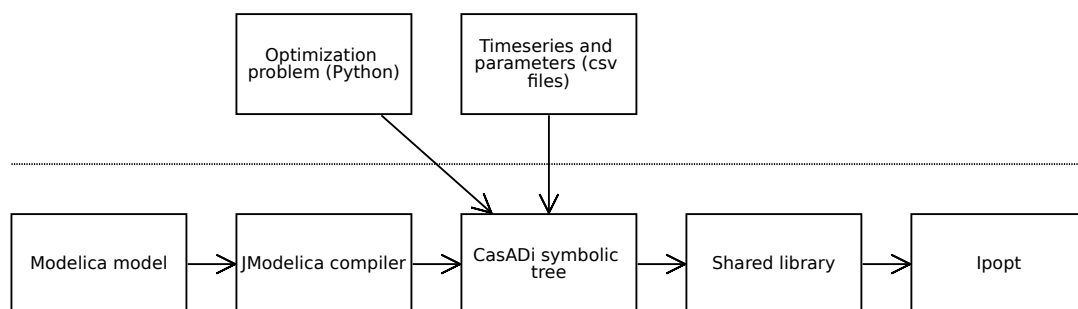 Optimization
problem (Python)
Timeseries and
parameters (csv
files)
Modelica model
JModelica compiler
CasADi symbolic
tree
Shared library
Ipopt